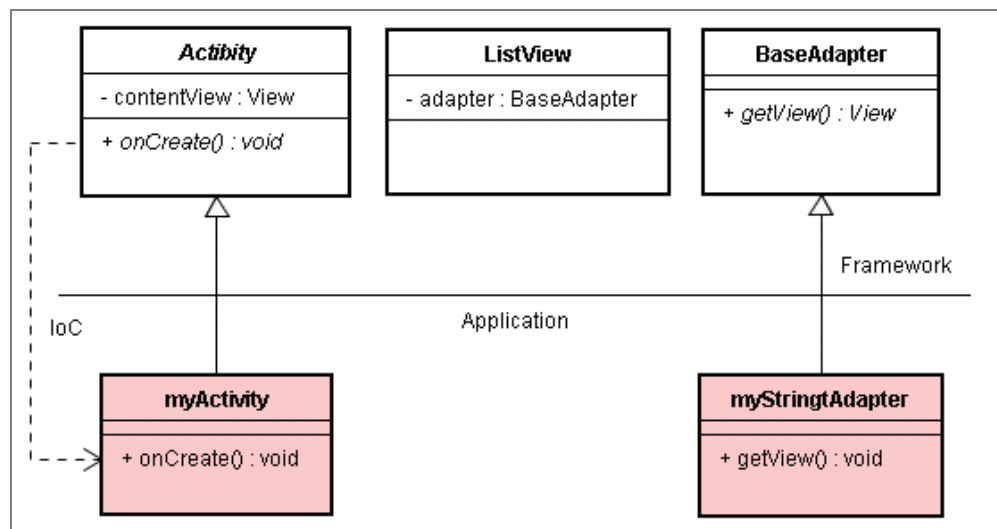 Actibity
- contentView : View
+ onCreate() : void
ListView
- adapter : BaseAdapter
BaseAdapter
+ getView() : View
Framework
IoC
Application
myActivity
+ onCreate() : void
myStringtAdapter
+ getView() : void